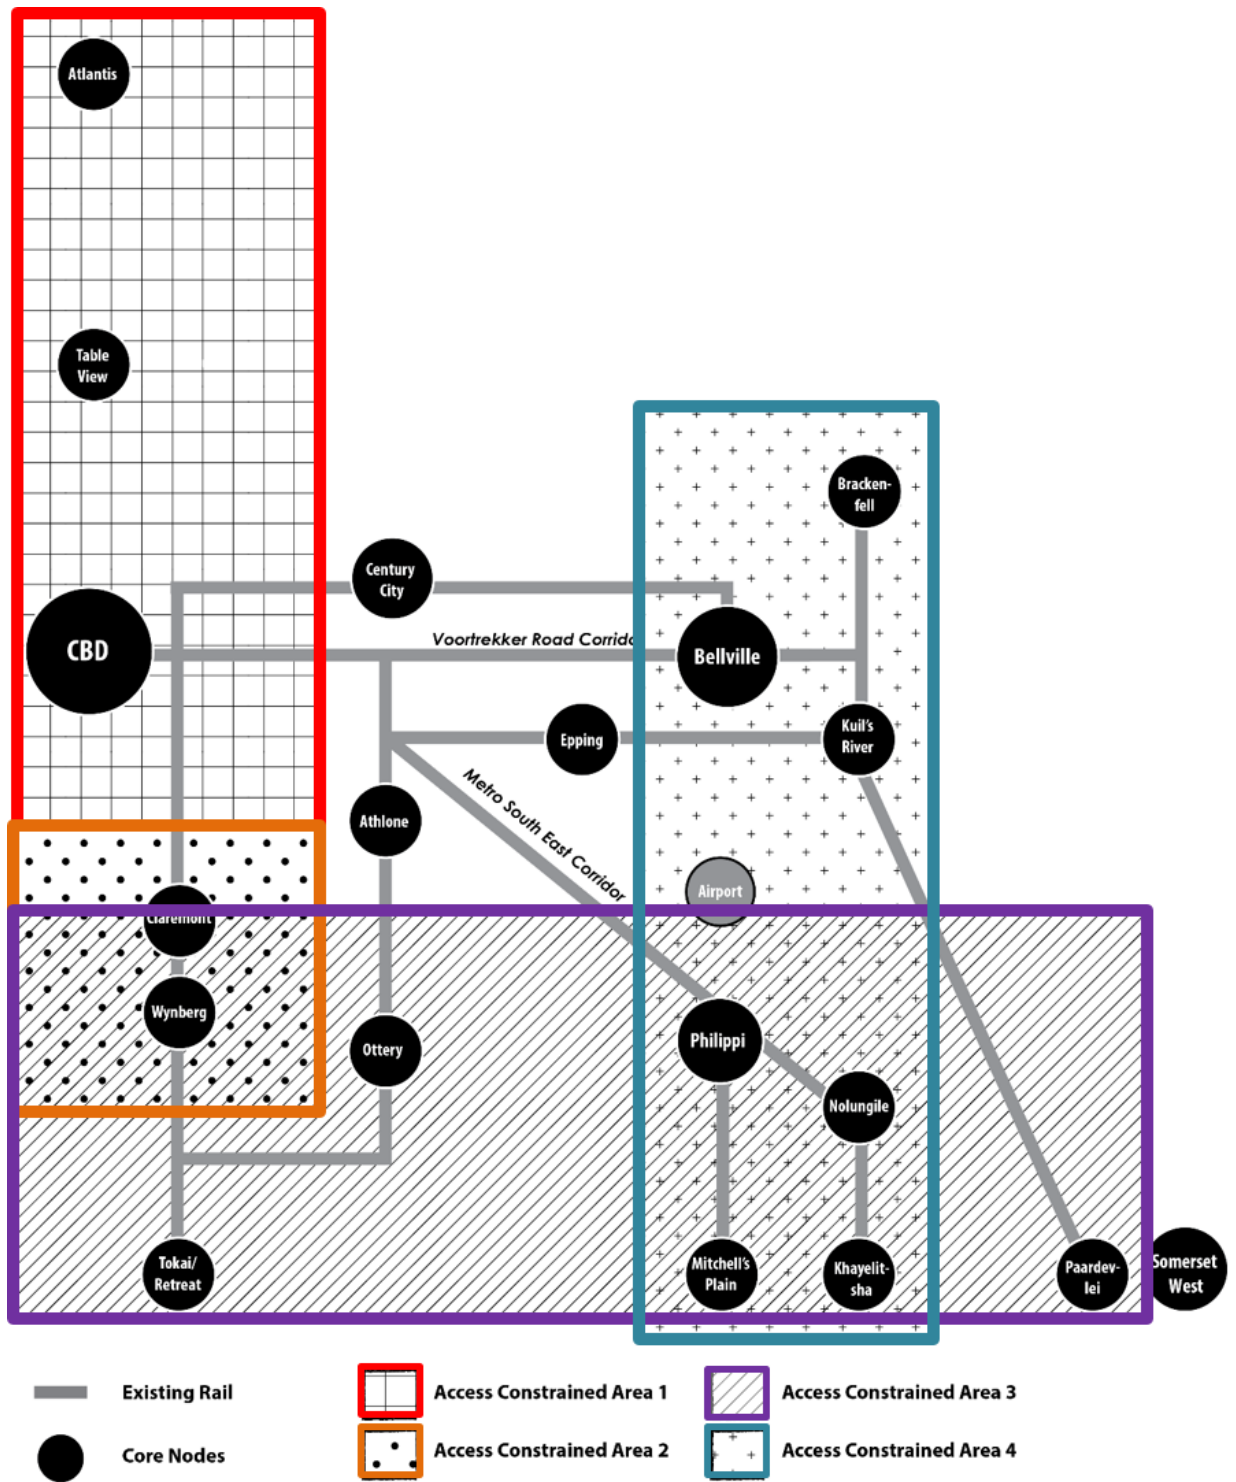 Atlantis
Table
View
Bracken-
fell
Century
City
CBD
Voortrekker Road Corrido
Bellville
Epping
Kuil's
River
Metro South East Corridor
Athlone
Airport
Claremont
Wynberg
Ottery
Philippi
Nolungile
Tokai/
Retreat
Mitchell's
Plain
Khayelit-
sha
Paardev-
lei
Somerset
West
Existing Rail
Access Constrained Area 1
Access Constrained Area 3
Core Nodes
Access Constrained Area 2
Access Constrained Area 4